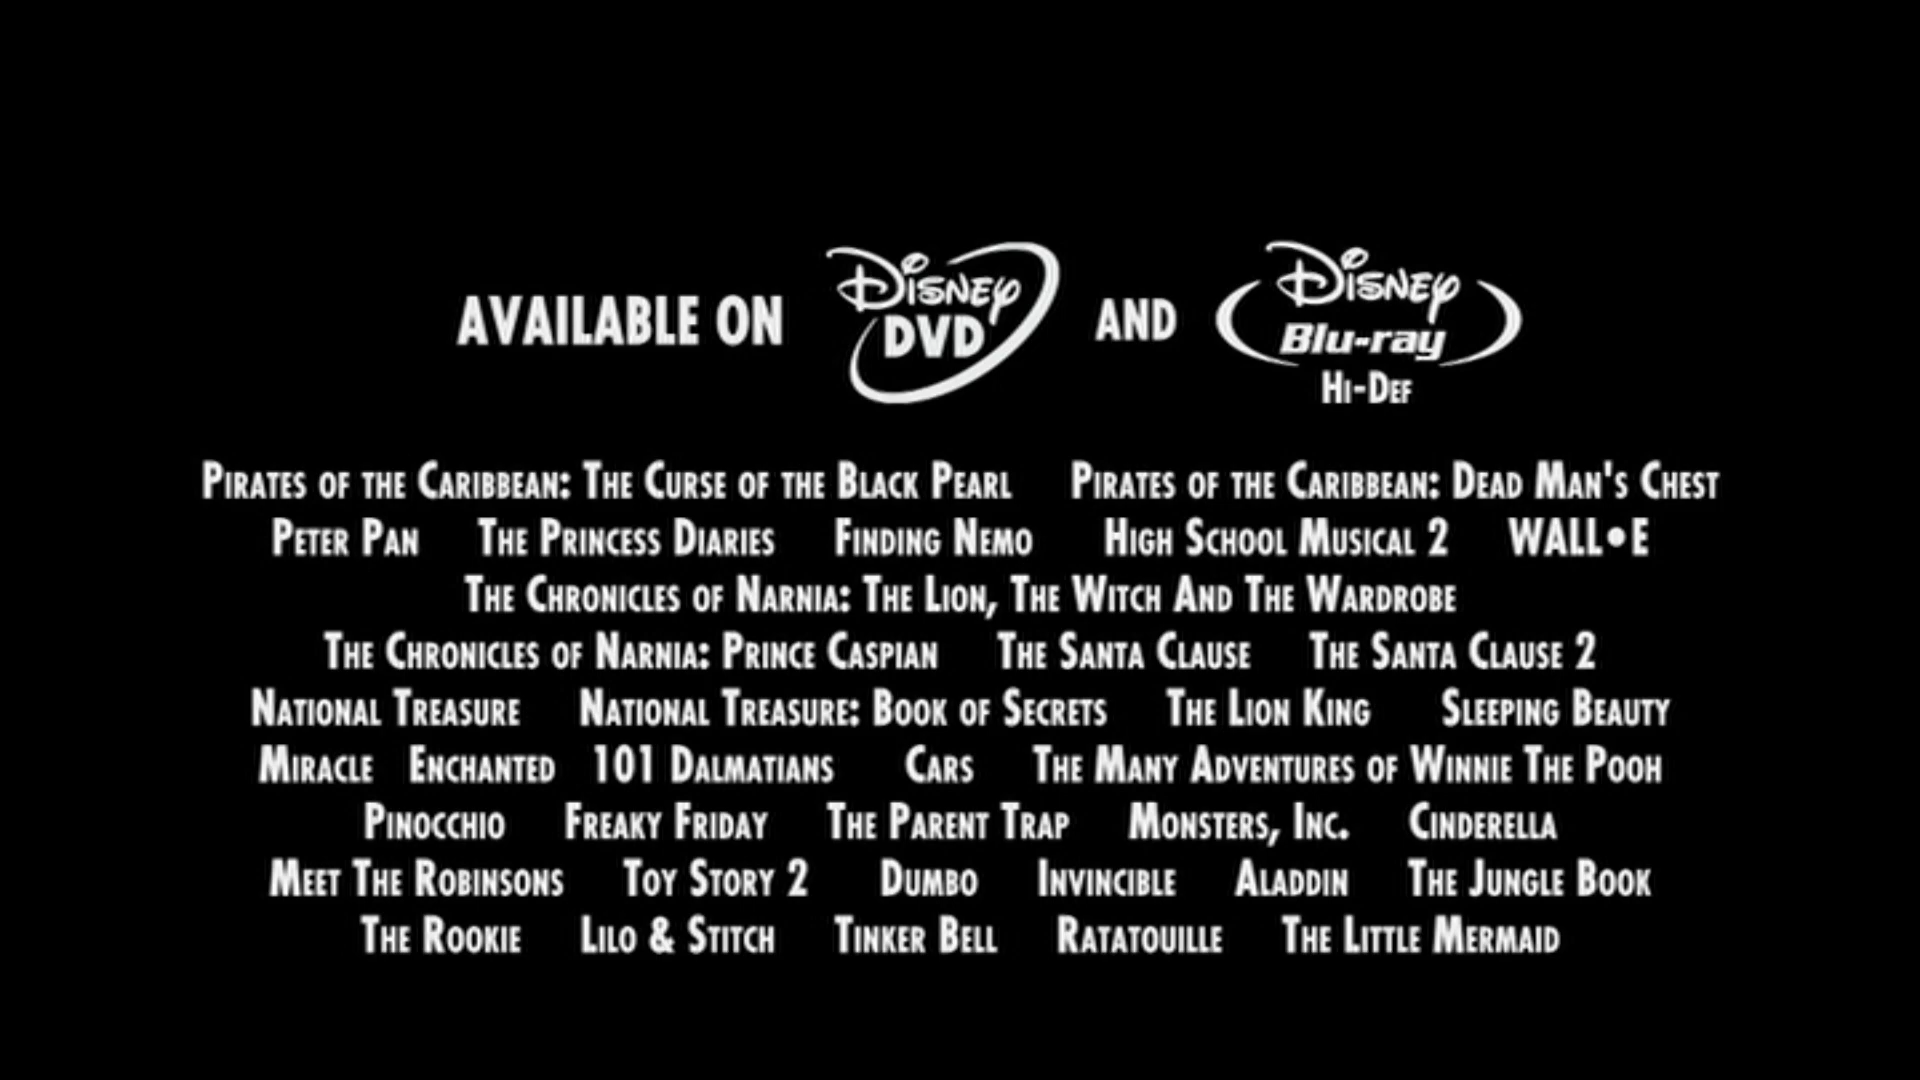 AVAILABLE ON DISNEY DVD AND DISNEY Blu-ray HI-DEF
PIRATES OF THE CARIBBEAN: THE CURSE OF THE BLACK PEARL PIRATES OF THE CARIBBEAN: DEAD MAN'S CHEST
PETER PAN THE PRINCESS DIARIES FINDING NEMO HIGH SCHOOL MUSICAL 2 WALL•E
THE CHRONICLES OF NARNIA: THE LION, THE WITCH AND THE WARDROBE
THE CHRONICLES OF NARNIA: PRINCE CASPIAN THE SANTA CLAUSE THE SANTA CLAUSE 2
NATIONAL TREASURE NATIONAL TREASURE: BOOK OF SECRETS THE LION KING SLEEPING BEAUTY
MIRACLE ENCHANTED 101 DALMATIANS CARS THE MANY ADVENTURES OF WINNIE THE POOH
PINOCCHIO FREAKY FRIDAY THE PARENT TRAP MONSTERS, INC. CINDERELLA
MEET THE ROBINSONS TOY STORY 2 DUMBO INVINCIBLE ALADDIN THE JUNGLE BOOK
THE ROOKIE LILO & STITCH TINKER BELL RATATOUILLE THE LITTLE MERMAID